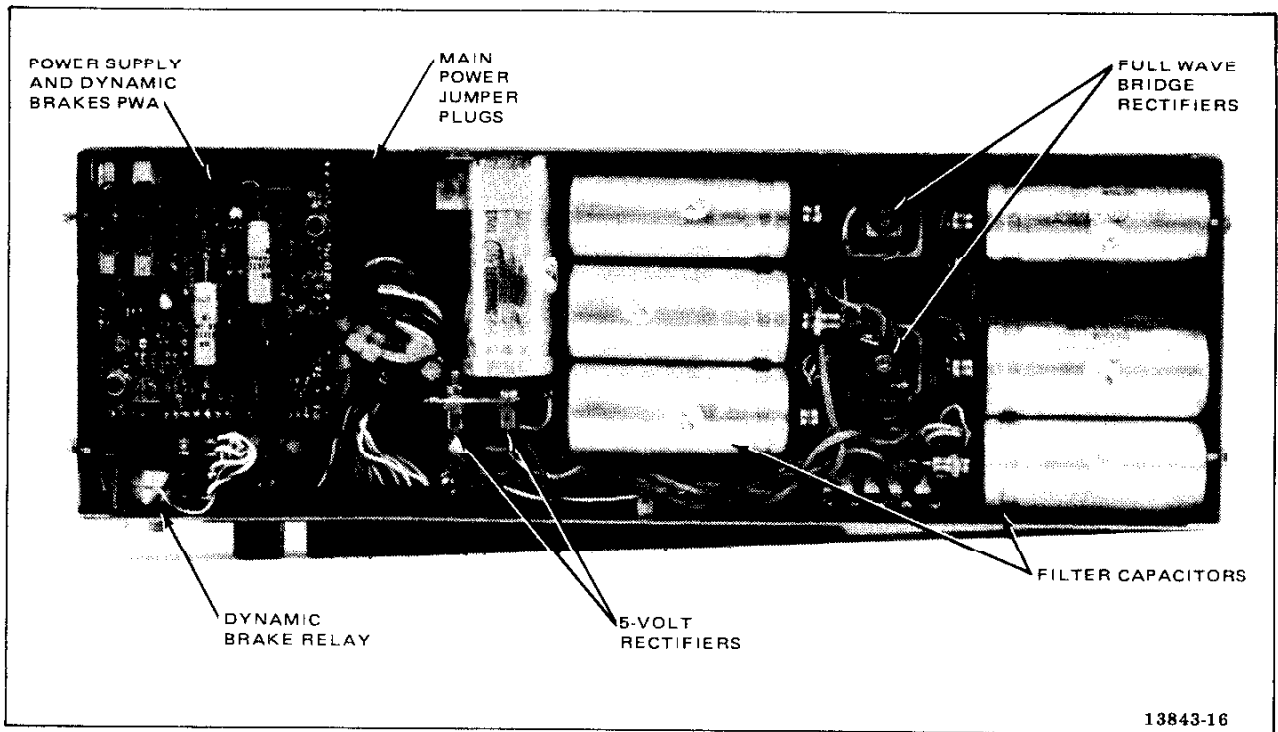 POWER SUPPLY
AND DYNAMIC
BRAKES PWA
MAIN
POWER
JUMPER
PLUGS
FULL WAVE
BRIDGE
RECTIFIERS
FILTER CAPACITORS
DYNAMIC
BRAKE RELAY
5-VOLT
RECTIFIERS
13843-16